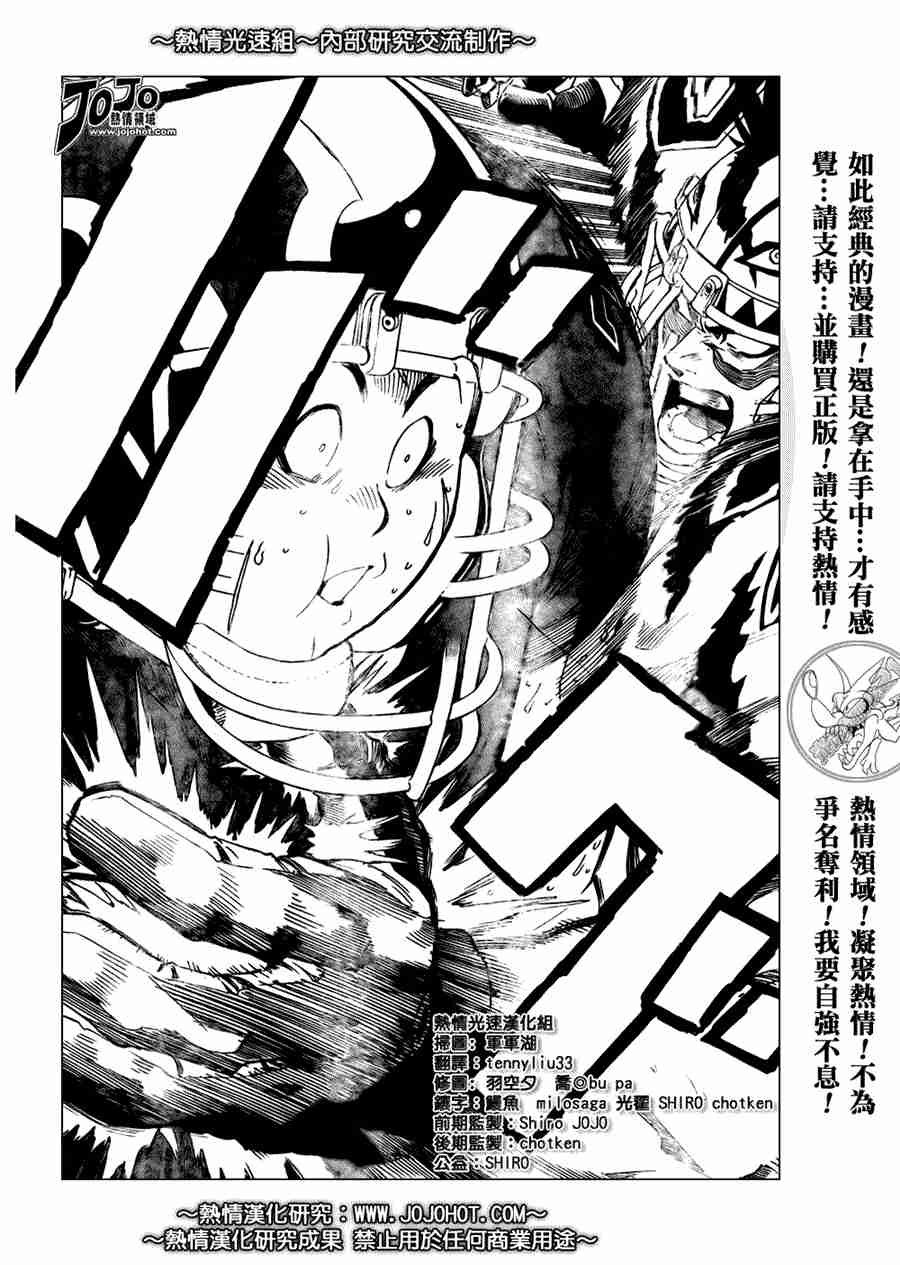 ～熱情光速組～內部研究交流制作～
JOJO
熱情領域
www.jojohot.com
如此經典的漫畫！還是拿在手中…才有感
覺…請支持…並購買正版！請支持熱情！
熱情領域！凝聚熱情！不為
爭名奪利！我要自強不息！
熱情光速漢化組
掃圖：軍軍湖
翻譯：tennyliu33
修圖：羽空夕 喬◎bu pa
鑲字：鱷魚 milosaga 光翟 SHIRO chotken
前期監製：Shiro JOJO
後期監製：chotken
公益：SHIRO
～熱情漢化研究：WWW.JOJOHOT.COM～
～熱情漢化研究成果 禁止用於任何商業用途～